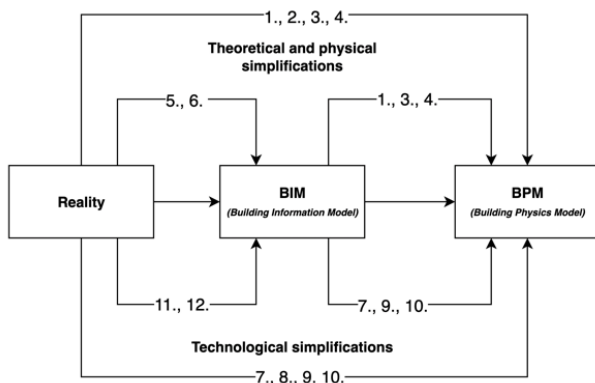 1., 2., 3., 4.
Theoretical and physical
simplifications
5., 6.
1., 3., 4.
Reality
BIM
(Building Information Model)
BPM
(Building Physics Model)
11., 12.
7., 9., 10.
Technological simplifications
7., 8., 9. 10.